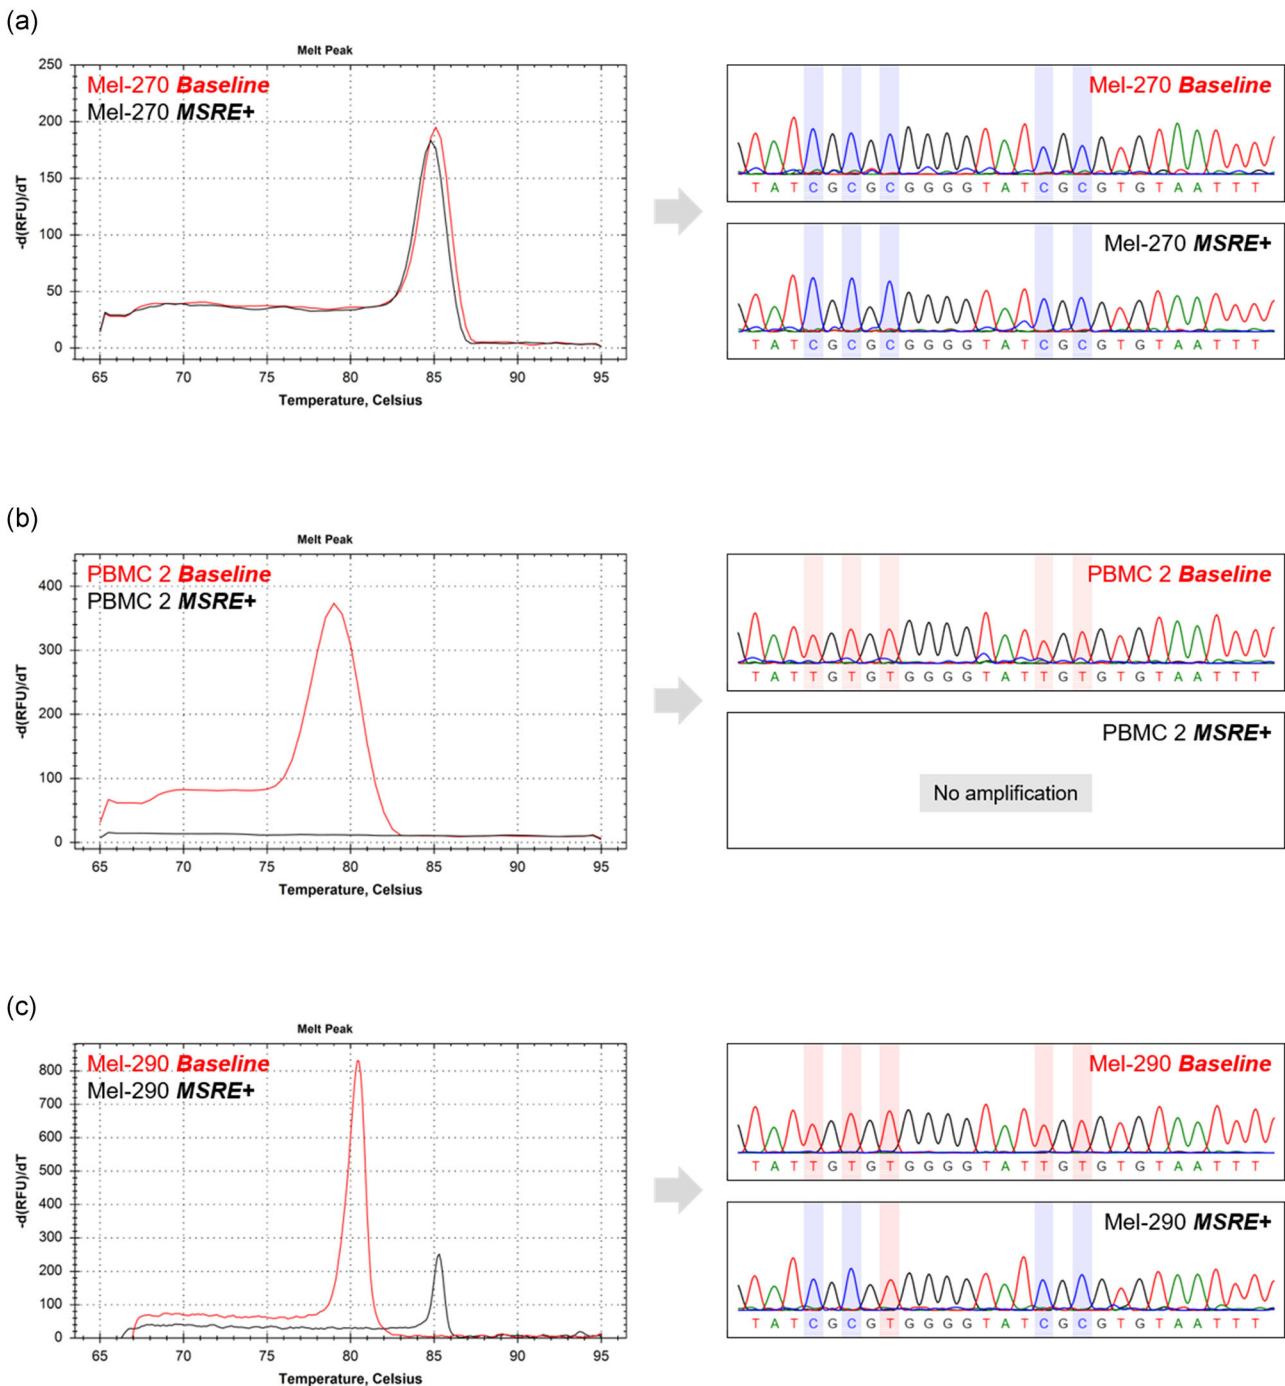 (a)
Melt Peak
Mel-270 Baseline
Mel-270 MSRE+
-d(RFU)/dT
250
200
150
100
50
0
65 70 75 80 85 90 95
Temperature, Celsius
Mel-270 Baseline
T A T C G C G C G G G G T A T C G C G T G T A A T T T
Mel-270 MSRE+
T A T C G C G C G G G G T A T C G C G T G T A A T T T
(b)
Melt Peak
PBMC 2 Baseline
PBMC 2 MSRE+
-d(RFU)/dT
400
300
200
100
0
65 70 75 80 85 90 95
Temperature, Celsius
PBMC 2 Baseline
T A T T G T G T G G G G T A T T G T G T G T A A T T T
PBMC 2 MSRE+
No amplification
(c)
Melt Peak
Mel-290 Baseline
Mel-290 MSRE+
-d(RFU)/dT
800
700
600
500
400
300
200
100
0
65 70 75 80 85 90 95
Temperature, Celsius
Mel-290 Baseline
T A T T G T G T G G G G T A T T G T G T G T A A T T T
Mel-290 MSRE+
T A T C G C G T G G G G T A T C G C G T G T A A T T T